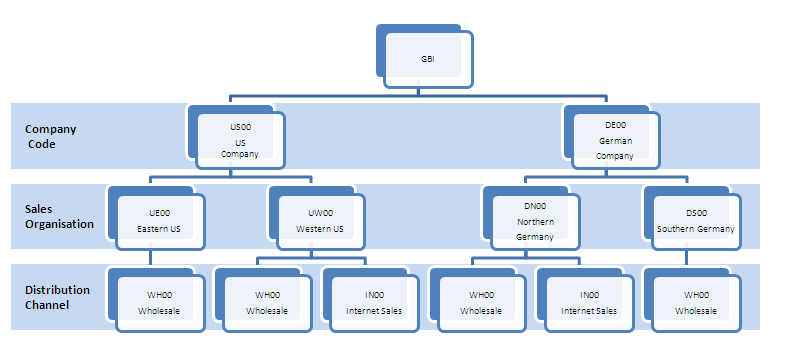 GBI
Company
Code
US00
US
Company
DE00
German
Company
Sales
Organisation
UE00
Eastern US
UW00
Western US
DN00
Northern
Germany
DS00
Southern Germany
Distribution
Channel
WH00
Wholesale
WH00
Wholesale
IN00
Internet Sales
WH00
Wholesale
IN00
Internet Sales
WH00
Wholesale